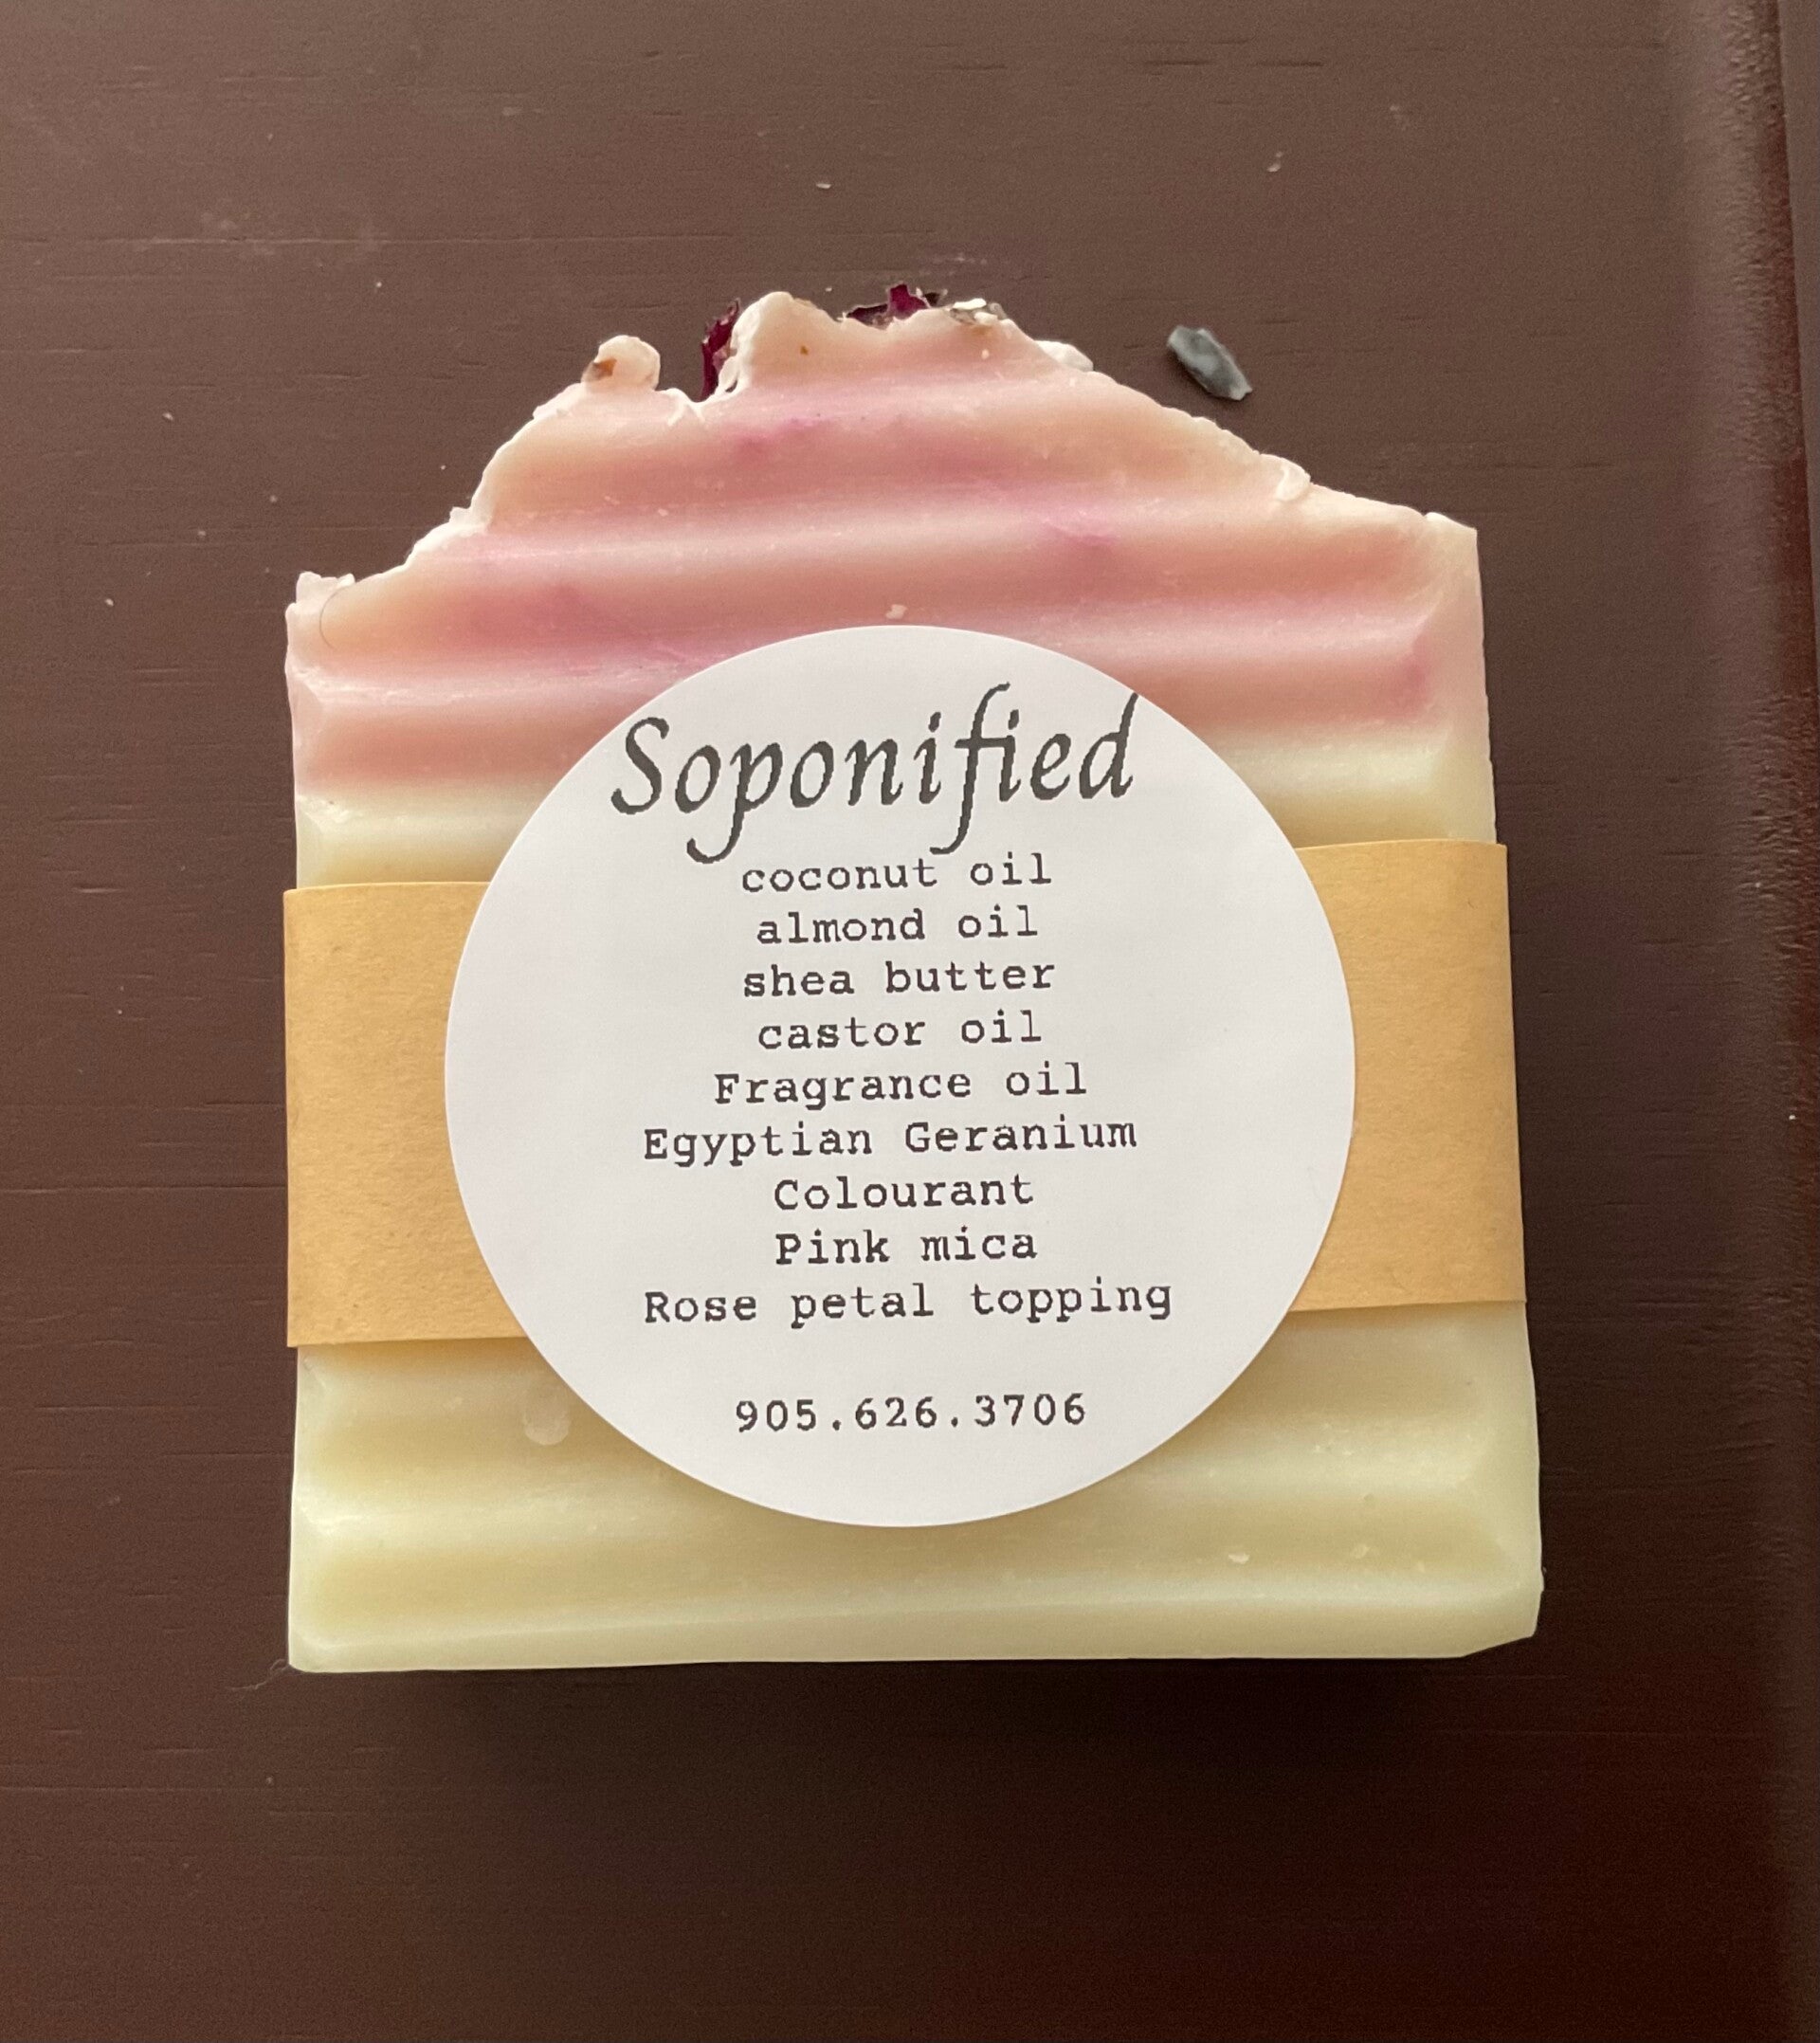 Soponified
coconut oil
almond oil
shea butter
castor oil
Fragrance oil
Egyptian Geranium
Colourant
Pink mica
Rose petal topping
905.626.3706